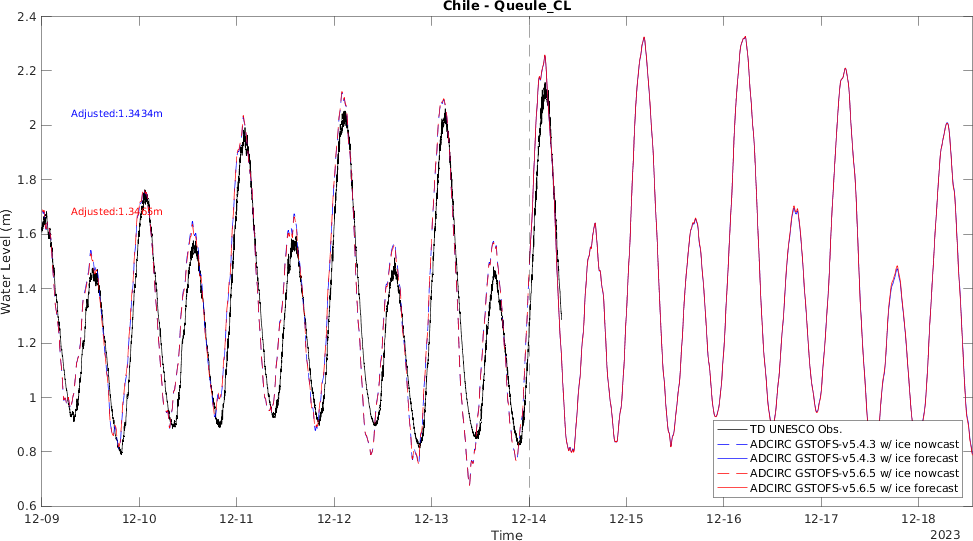 Chile - Queule_CL
2.4
2.2
2
1.8
1.6
1.4
1.2
1
0.8
0.6
Water Level (m)
Adjusted:1.3434m
Adjusted:1.3465m
TD UNESCO Obs.
ADCIRC GSTOFS-v5.4.3 w/ ice nowcast
ADCIRC GSTOFS-v5.4.3 w/ ice forecast
ADCIRC GSTOFS-v5.6.5 w/ ice nowcast
ADCIRC GSTOFS-v5.6.5 w/ ice forecast
12-09 12-10 12-11 12-12 12-13 12-14 12-15 12-16 12-17 12-18
Time
2023